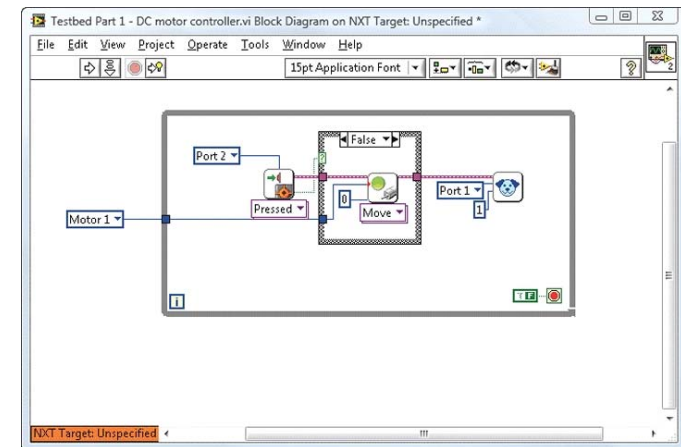 Testbed Part 1 - DC motor controller.vi Block Diagram on NXT Target: Unspecified *
File Edit View Project Operate Tools Window Help
15pt Application Font
?
2
False
Port 2
?
Pressed
0
Move
Port 1
1
Motor 1
i
T F
NXT Target: Unspecified